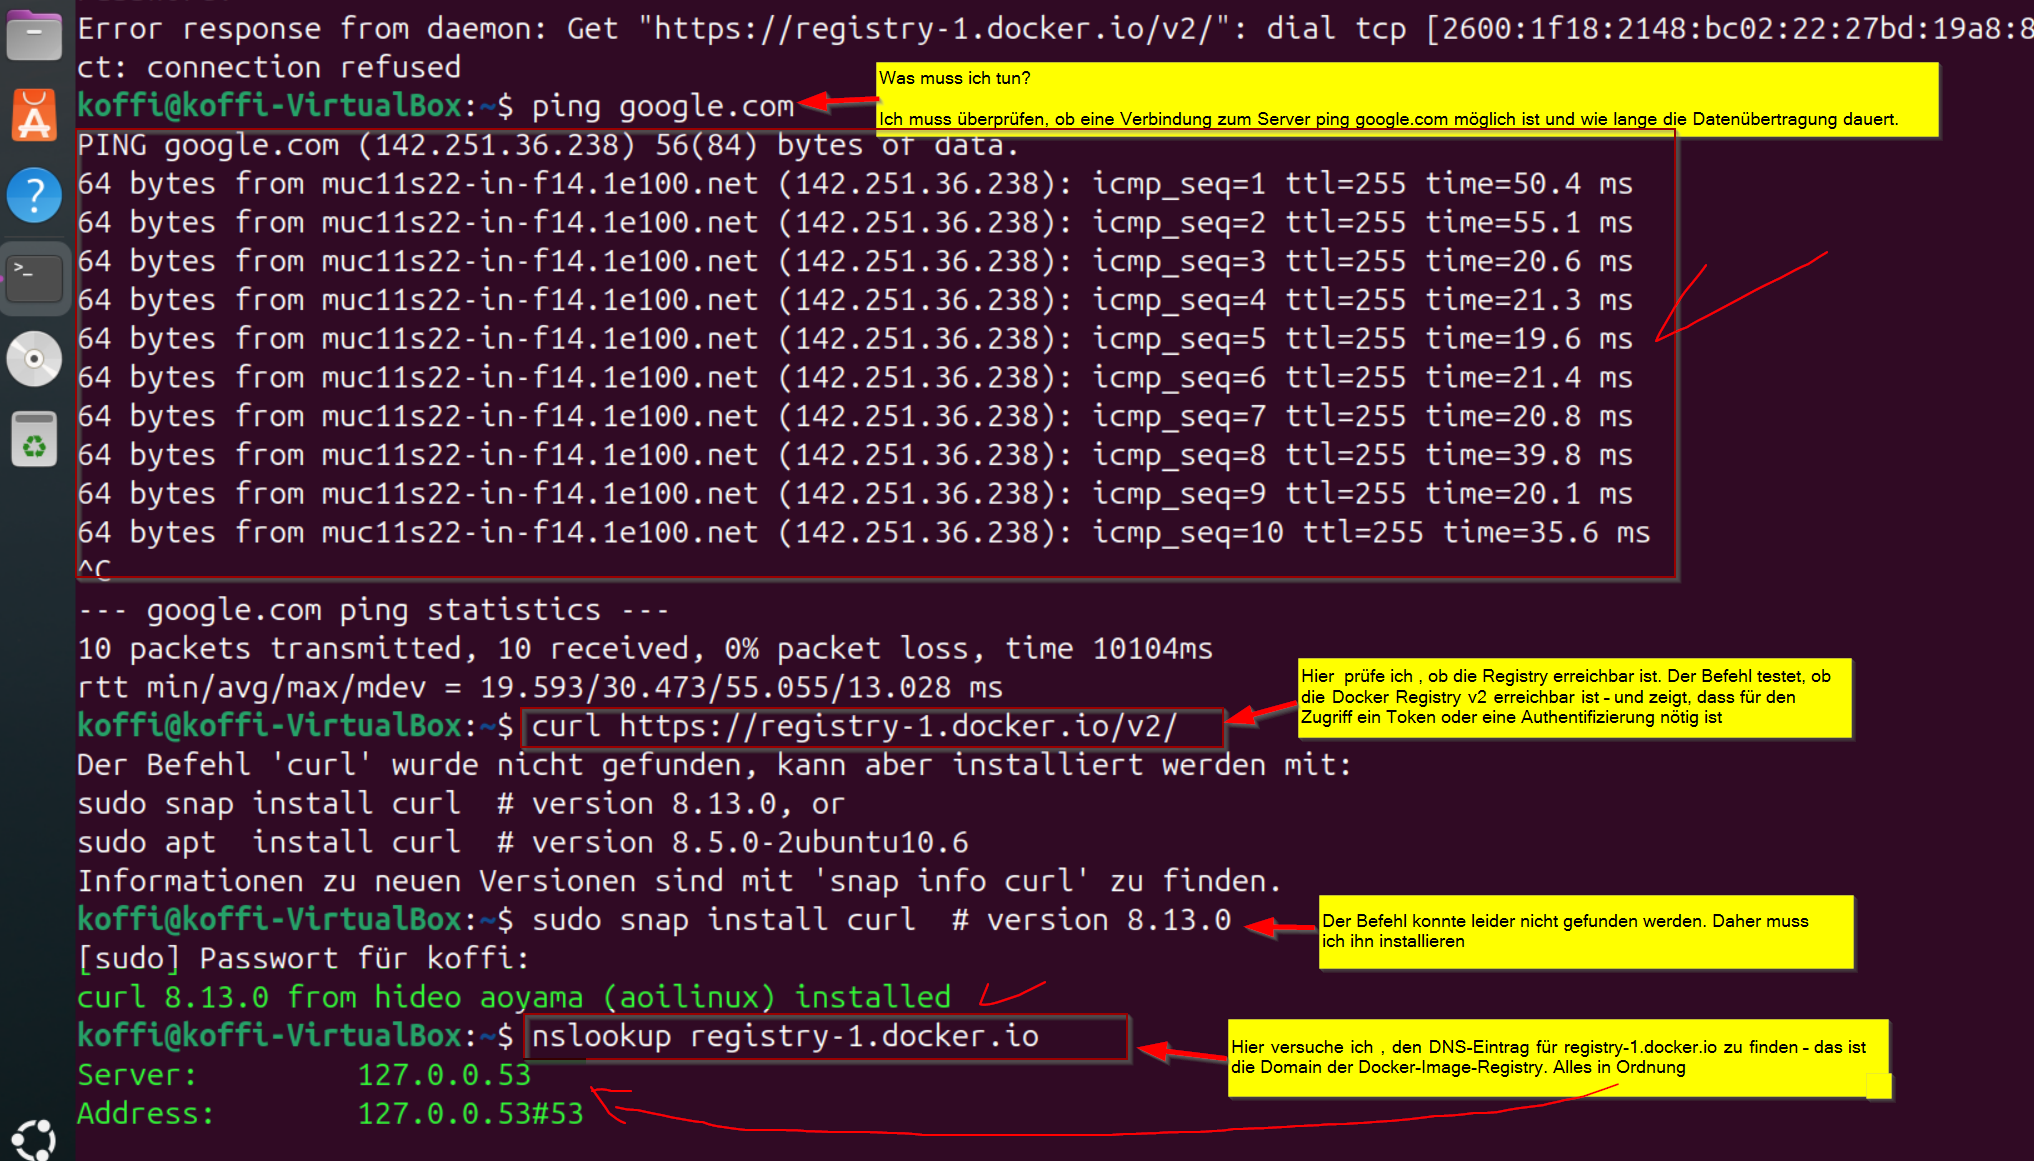 Error response from daemon: Get "https://registry-1.docker.io/v2/": dial tcp [2600:1f18:2148:bc02:22:27bd:19a8:8
ct: connection refused
koffi@koffi-VirtualBox:~$ ping google.com
Was muss ich tun?
Ich muss überprüfen, ob eine Verbindung zum Server ping google.com möglich ist und wie lange die Datenübertragung dauert.
PING google.com (142.251.36.238) 56(84) bytes of data.
64 bytes from muc11s22-in-f14.1e100.net (142.251.36.238): icmp_seq=1 ttl=255 time=50.4 ms
64 bytes from muc11s22-in-f14.1e100.net (142.251.36.238): icmp_seq=2 ttl=255 time=55.1 ms
64 bytes from muc11s22-in-f14.1e100.net (142.251.36.238): icmp_seq=3 ttl=255 time=20.6 ms
64 bytes from muc11s22-in-f14.1e100.net (142.251.36.238): icmp_seq=4 ttl=255 time=21.3 ms
64 bytes from muc11s22-in-f14.1e100.net (142.251.36.238): icmp_seq=5 ttl=255 time=19.6 ms
64 bytes from muc11s22-in-f14.1e100.net (142.251.36.238): icmp_seq=6 ttl=255 time=21.4 ms
64 bytes from muc11s22-in-f14.1e100.net (142.251.36.238): icmp_seq=7 ttl=255 time=20.8 ms
64 bytes from muc11s22-in-f14.1e100.net (142.251.36.238): icmp_seq=8 ttl=255 time=39.8 ms
64 bytes from muc11s22-in-f14.1e100.net (142.251.36.238): icmp_seq=9 ttl=255 time=20.1 ms
64 bytes from muc11s22-in-f14.1e100.net (142.251.36.238): icmp_seq=10 ttl=255 time=35.6 ms
^C
--- google.com ping statistics ---
10 packets transmitted, 10 received, 0% packet loss, time 10104ms
rtt min/avg/max/mdev = 19.593/30.473/55.055/13.028 ms
Hier prüfe ich , ob die Registry erreichbar ist. Der Befehl testet, ob
die Docker Registry v2 erreichbar ist – und zeigt, dass für den
Zugriff ein Token oder eine Authentifizierung nötig ist
koffi@koffi-VirtualBox:~$ curl https://registry-1.docker.io/v2/
Der Befehl 'curl' wurde nicht gefunden, kann aber installiert werden mit:
sudo snap install curl  # version 8.13.0, or
sudo apt  install curl  # version 8.5.0-2ubuntu10.6
Informationen zu neuen Versionen sind mit 'snap info curl' zu finden.
koffi@koffi-VirtualBox:~$ sudo snap install curl  # version 8.13.0
Der Befehl konnte leider nicht gefunden werden. Daher muss
ich ihn installieren
[sudo] Passwort für koffi:
curl 8.13.0 from hideo aoyama (aoilinux) installed
koffi@koffi-VirtualBox:~$ nslookup registry-1.docker.io
Hier versuche ich , den DNS-Eintrag für registry-1.docker.io zu finden – das ist
die Domain der Docker-Image-Registry. Alles in Ordnung
Server: 127.0.0.53
Address: 127.0.0.53#53